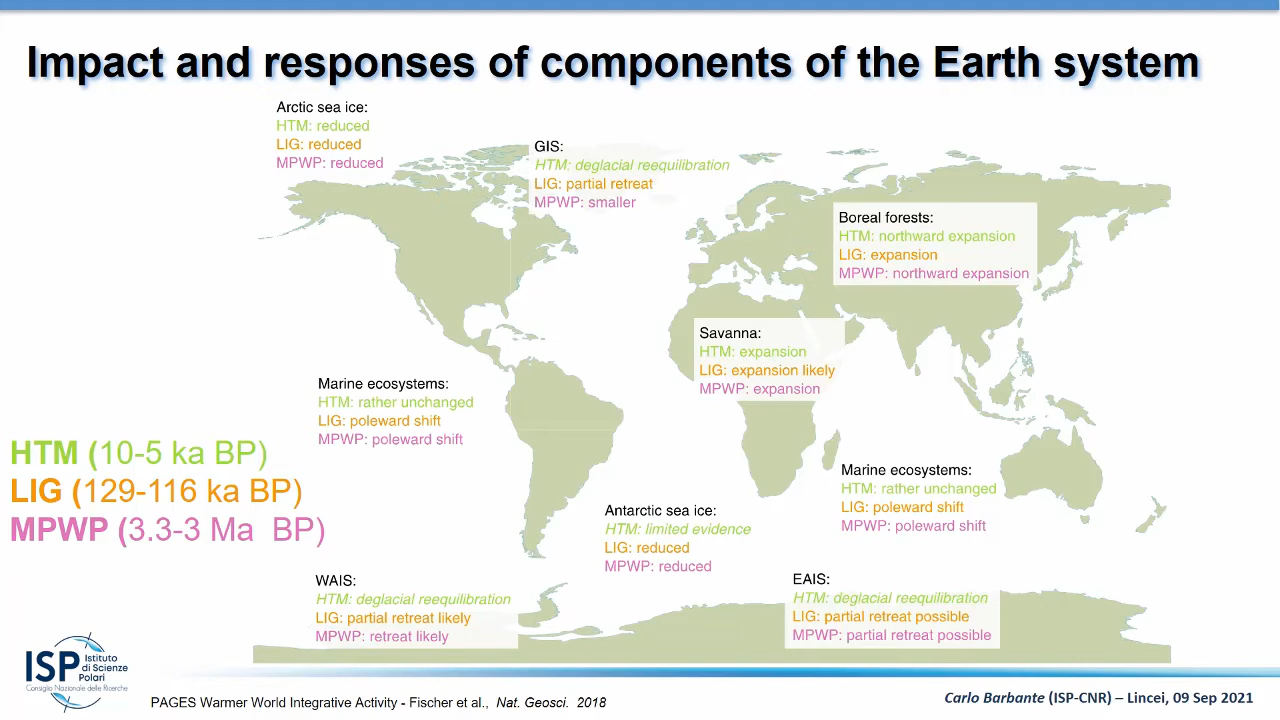 Impact and responses of components of the Earth system
Arctic sea ice:
HTM: reduced
LIG: reduced
MPWP: reduced
GIS:
HTM: deglacial reequilibration
LIG: partial retreat
MPWP: smaller
Boreal forests:
HTM: northward expansion
LIG: expansion
MPWP: northward expansion
Savanna:
HTM: expansion
LIG: expansion likely
MPWP: expansion
Marine ecosystems:
HTM: rather unchanged
LIG: poleward shift
MPWP: poleward shift
HTM (10-5 ka BP)
LIG (129-116 ka BP)
MPWP (3.3-3 Ma BP)
Marine ecosystems:
HTM: rather unchanged
LIG: poleward shift
MPWP: poleward shift
Antarctic sea ice:
HTM: limited evidence
LIG: reduced
MPWP: reduced
WAIS:
HTM: deglacial reequilibration
LIG: partial retreat likely
MPWP: retreat likely
EAIS:
HTM: deglacial reequilibration
LIG: partial retreat possible
MPWP: partial retreat possible
ISP
Istituto
di Scienze
Polari
Consiglio Nazionale delle Ricerche
PAGES Warmer World Integrative Activity - Fischer et al., Nat. Geosci. 2018
Carlo Barbante (ISP-CNR) – Lincei, 09 Sep 2021